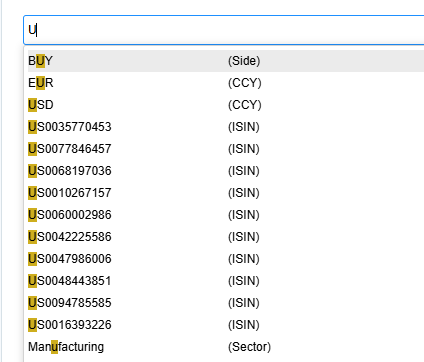 U
BUY (Side)
EUR (CCY)
USD (CCY)
US0035770453 (ISIN)
US0077846457 (ISIN)
US0068197036 (ISIN)
US0010267157 (ISIN)
US0060002986 (ISIN)
US0042225586 (ISIN)
US0047986006 (ISIN)
US0048443851 (ISIN)
US0094785585 (ISIN)
US0016393226 (ISIN)
Manufacturing (Sector)